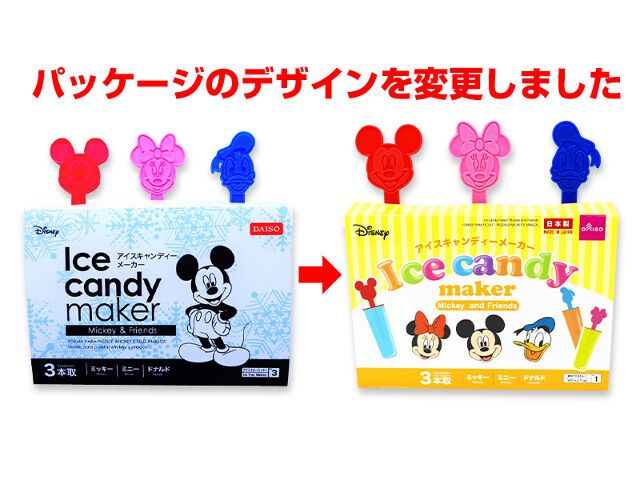 パッケージのデザインを変更しました
Disney
DAISO
アイスキャンディー
メーカー
Ice
candy
maker
Mickey & Friends
3本取
ミッキー
ミニー
ドナルド
3
Disney
日本製
MADE IN JAPAN
DAISO
アイスキャンディーメーカー
Ice candy
maker
Mickey and Friends
3本取
ミッキー
ミニー
ドナルド
1